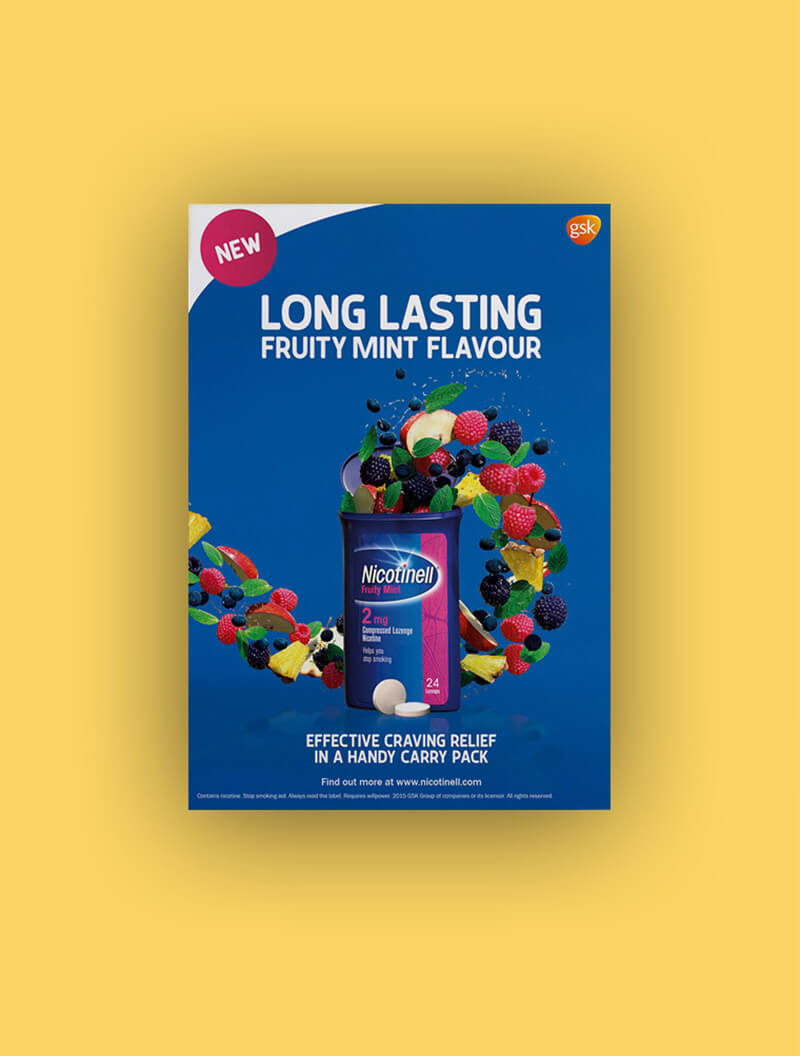 NEW
gsk
LONG LASTING
FRUITY MINT FLAVOUR
Nicotinell
Fruity Mint
2 mg
Compressed Lozenge
Nicotine
Helps you
stop smoking
24
Lozenges
EFFECTIVE CRAVING RELIEF
IN A HANDY CARRY PACK
Find out more at www.nicotinell.com
Contains nicotine. Stop smoking aid. Always read the label. Requires willpower. 2015 GSK Group of companies or its licensor. All rights reserved.